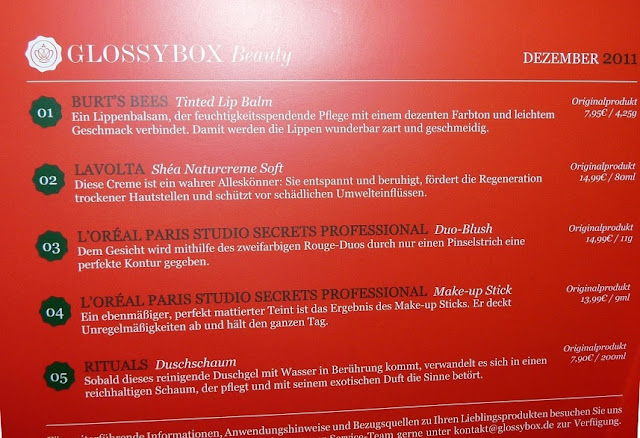 GLOSSYBOX Beauty DEZEMBER 2011
01 BURT'S BEES Tinted Lip Balm Originalprodukt
Ein Lippenbalsam, der feuchtigkeitsspendende Pflege mit einem dezenten Farbton und leichtem 7,95€ / 4,25g
Geschmack verbindet. Damit werden die Lippen wunderbar zart und geschmeidig.
02 LAVOLTA Shéa Naturcreme Soft Originalprodukt
Diese Creme ist ein wahrer Alleskönner: Sie entspannt und beruhigt, fördert die Regeneration 14,99€ / 80ml
trockener Hautstellen und schützt vor schädlichen Umwelteinflüssen.
03 L'ORÉAL PARIS STUDIO SECRETS PROFESSIONAL Duo-Blush Originalprodukt
Dem Gesicht wird mithilfe des zweifarbigen Rouge-Duos durch nur einen Pinselstrich eine 14,99€ / 11g
perfekte Kontur gegeben.
04 L'ORÉAL PARIS STUDIO SECRETS PROFESSIONAL Make-up Stick Originalprodukt
Ein ebenmäßiger, perfekt mattierter Teint ist das Ergebnis des Make-up Sticks. Er deckt 13,99€ / 9ml
Unregelmäßigkeiten ab und hält den ganzen Tag.
05 RITUALS Duschschaum Originalprodukt
Sobald dieses reinigende Duschgel mit Wasser in Berührung kommt, verwandelt es sich in einen 7,90€ / 200ml
reichhaltigen Schaum, der pflegt und mit seinem exotischen Duft die Sinne betört.
Informationen, Anwendungshinweise und Bezugsquellen zu Ihren Lieblingsprodukten besuchen Sie uns
Service-Team gerne unter kontakt@glossybox.de zur Verfügung.